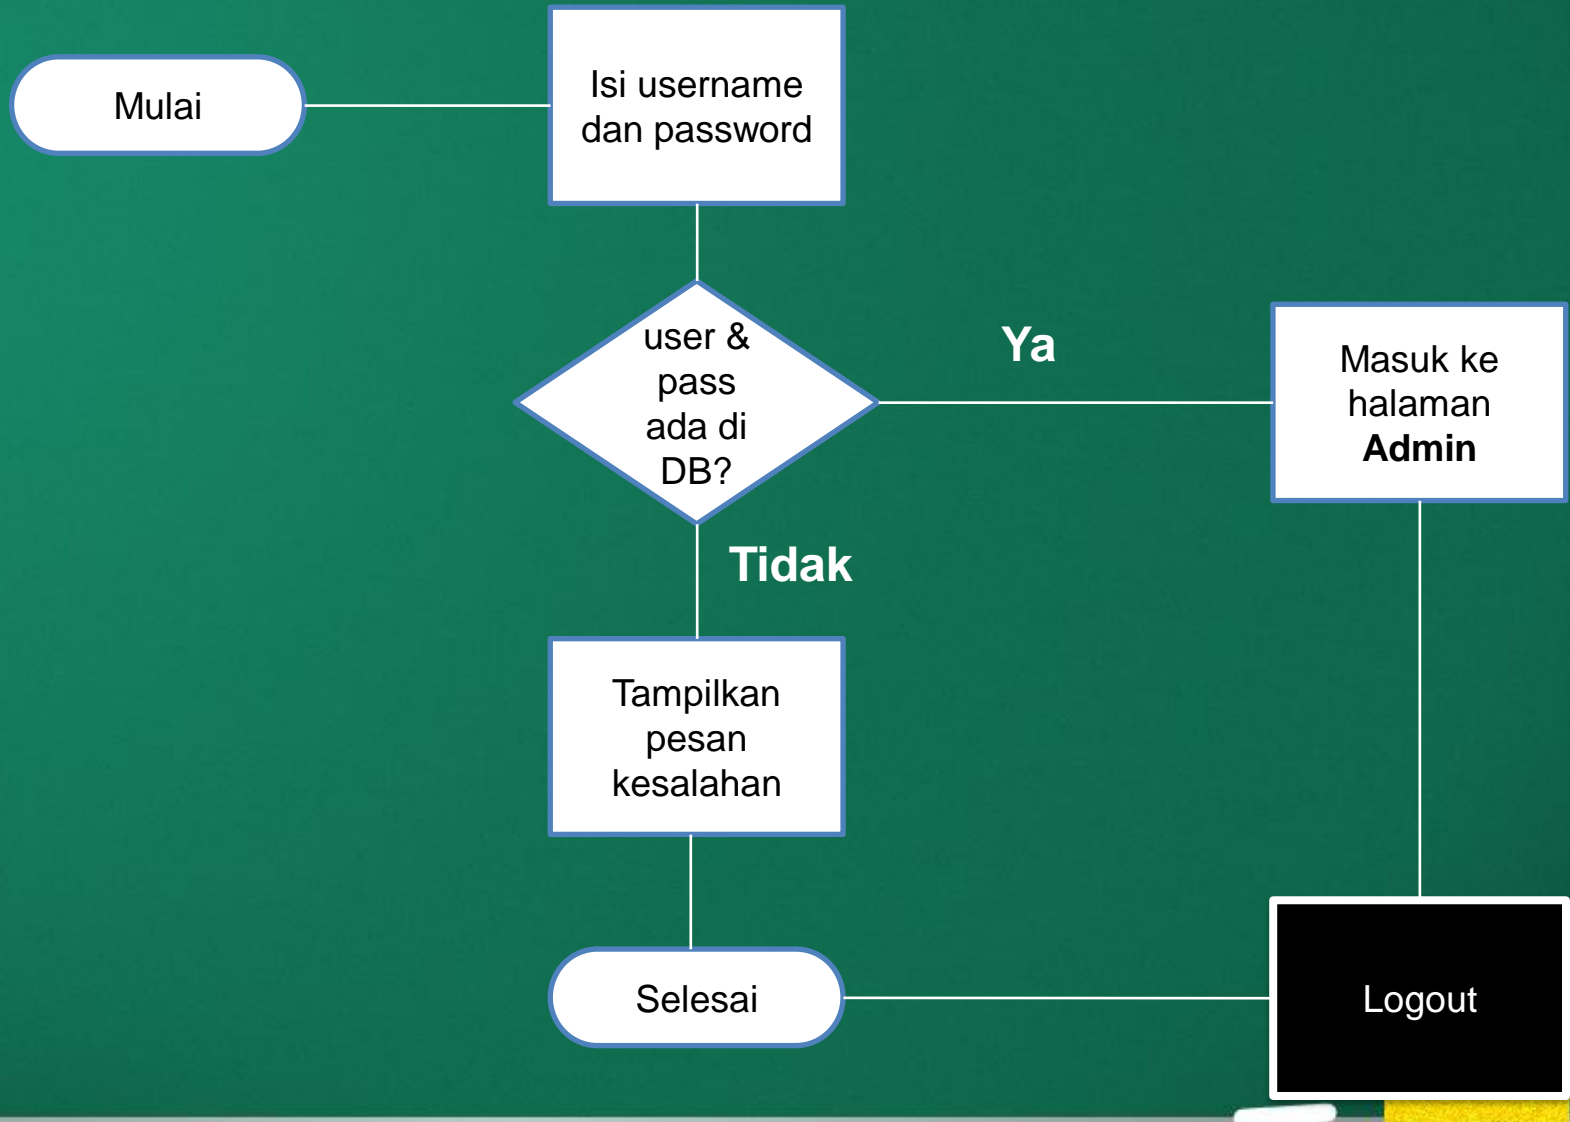 Mulai
Isi username
dan password
user &
pass
ada di
DB?
Ya
Masuk ke
halaman
Admin
Tidak
Tampilkan
pesan
kesalahan
Selesai
Logout